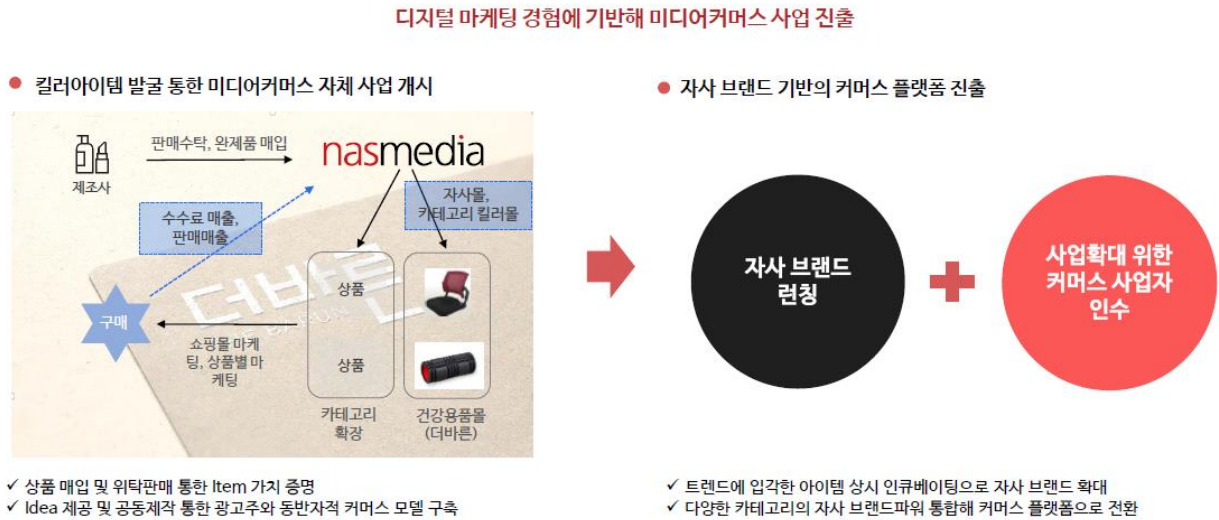 디지털 마케팅 경험에 기반해 미디어커머스 사업 진출
● 킬러아이템 발굴 통한 미디어커머스 자체 사업 개시
제조사
판매수탁, 완제품 매입
nasmedia
수수료 매출,
판매매출
자사몰,
카테고리 킬러몰
더바른
상품
구매
쇼핑몰 마케
팅, 상품별 마
케팅
상품
카테고리
확장
건강용품몰
(더바른)
✓ 상품 매입 및 위탁판매 통한 Item 가치 증명
✓ Idea 제공 및 공동제작 통한 광고주와 동반자적 커머스 모델 구축
● 자사 브랜드 기반의 커머스 플랫폼 진출
자사 브랜드
런칭
사업확대 위한
커머스 사업자
인수
✓ 트렌드에 입각한 아이템 상시 인큐베이팅으로 자사 브랜드 확대
✓ 다양한 카테고리의 자사 브랜드파워 통합해 커머스 플랫폼으로 전환